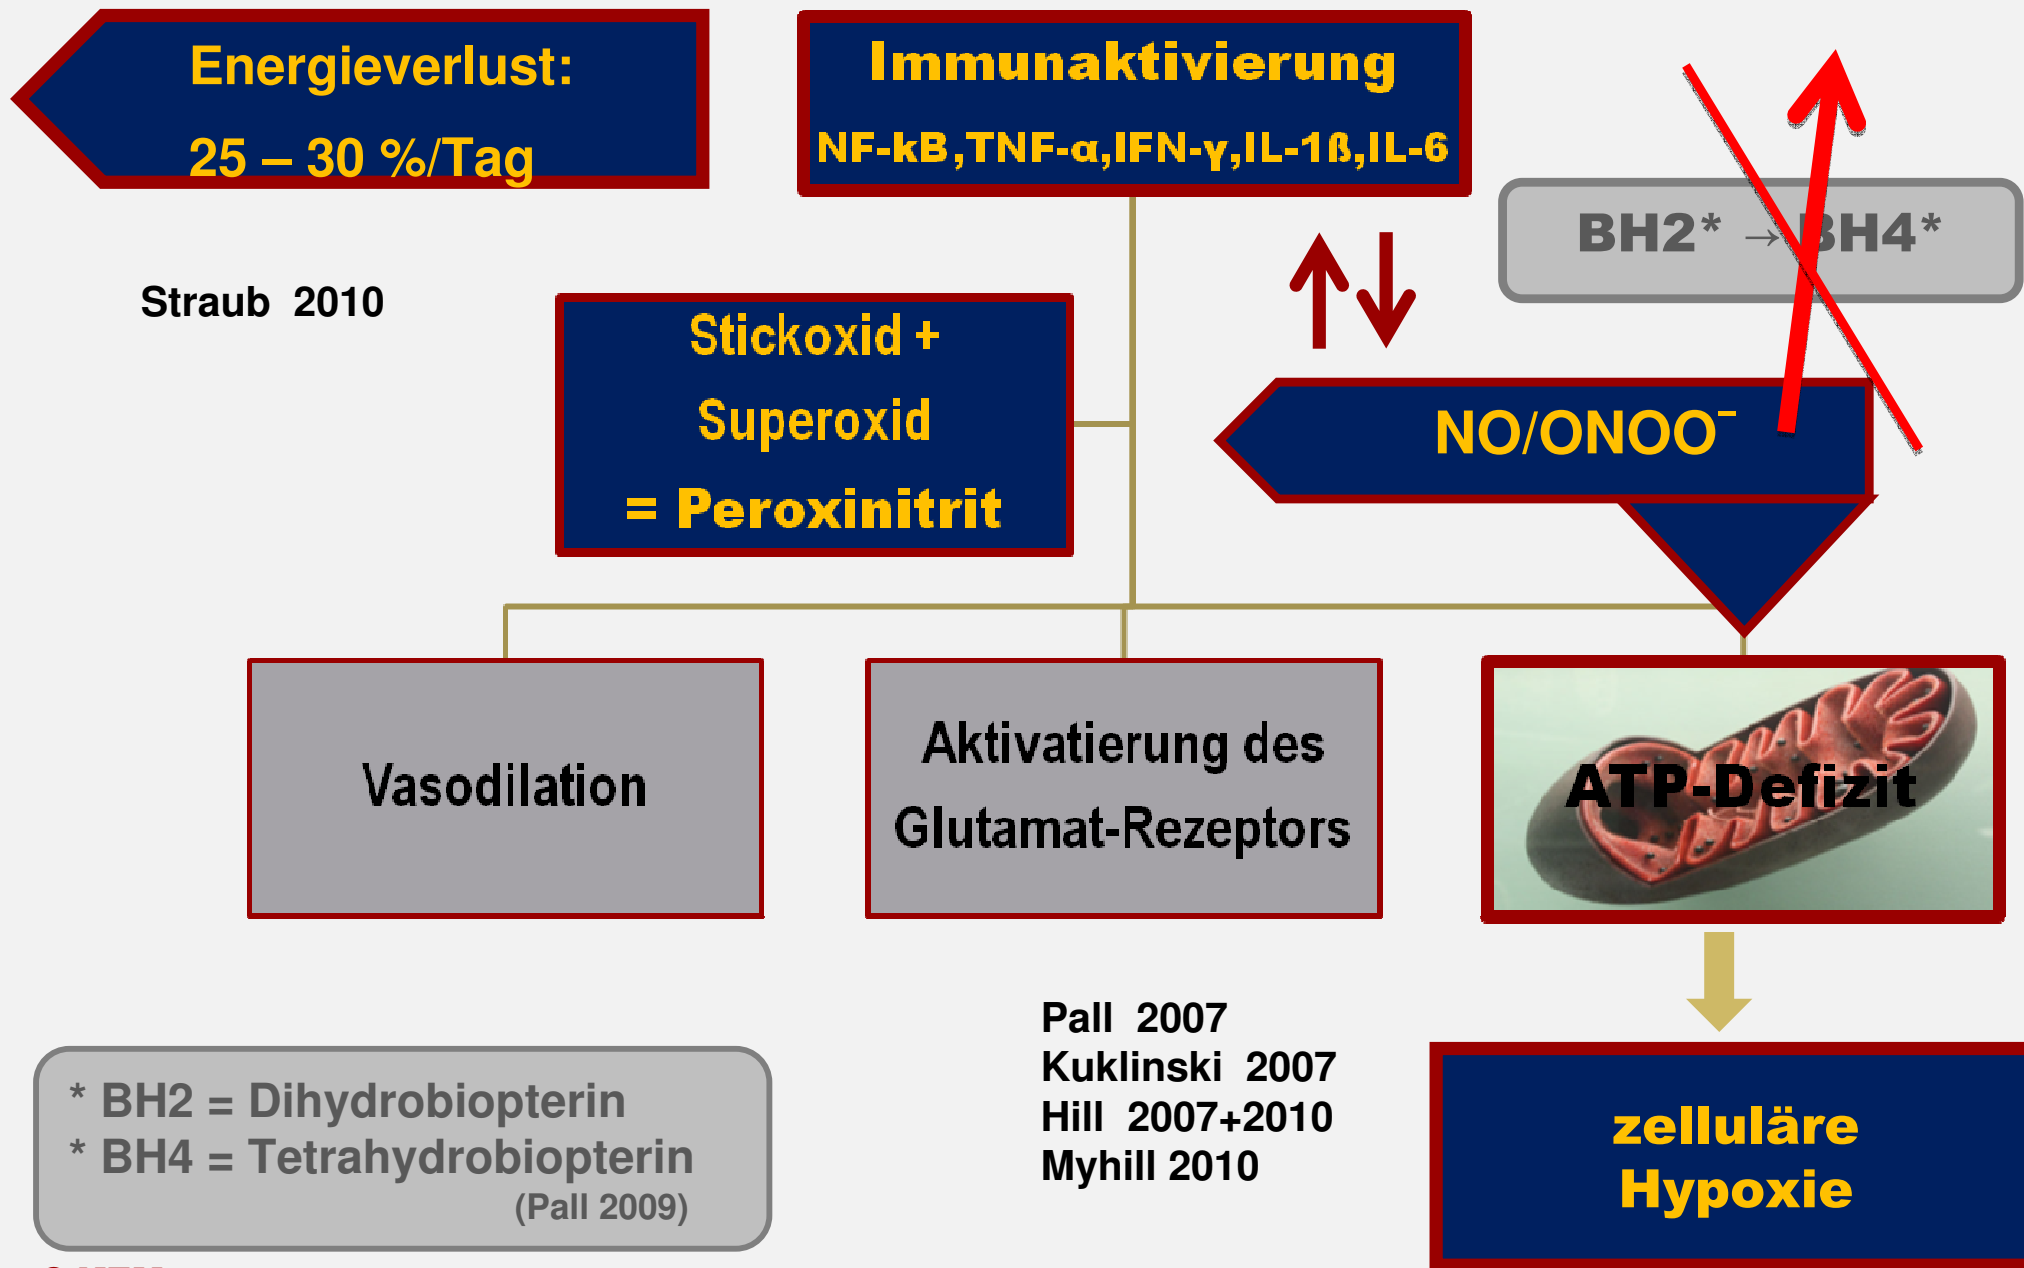 Energieverlust:
25 – 30 %/Tag
Immunaktivierung
NF-kB,TNF-α,IFN-γ,IL-1ß,IL-6
BH2* → BH4*
Straub 2010
Stickoxid +
Superoxid
= Peroxinitrit
NO/ONOO⁻
Vasodilation
Aktivatierung des
Glutamat-Rezeptors
ATP-Defizit
Pall 2007
Kuklinski 2007
Hill 2007+2010
Myhill 2010
* BH2 = Dihydrobiopterin
* BH4 = Tetrahydrobiopterin
(Pall 2009)
zelluläre
Hypoxie